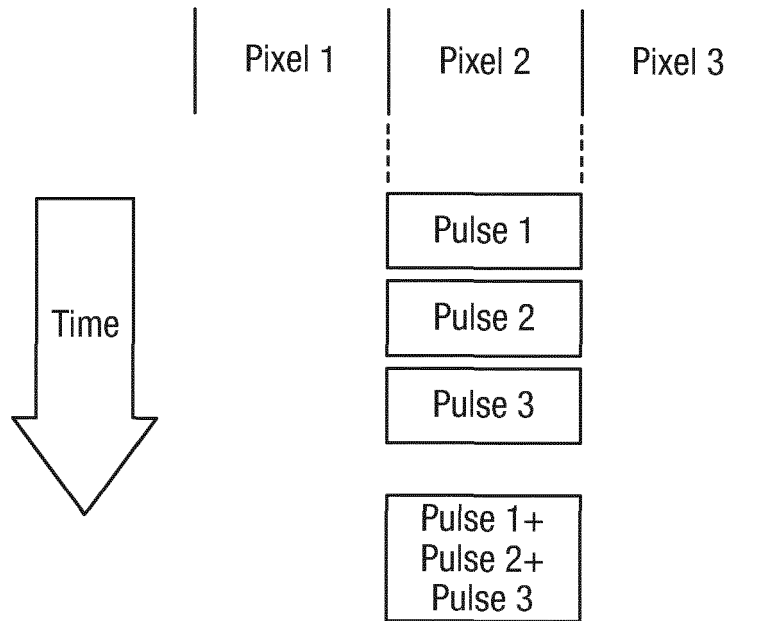 Pixel 1 Pixel 2 Pixel 3
Pulse 1
Pulse 2
Time
Pulse 3
Pulse 1+
Pulse 2+
Pulse 3